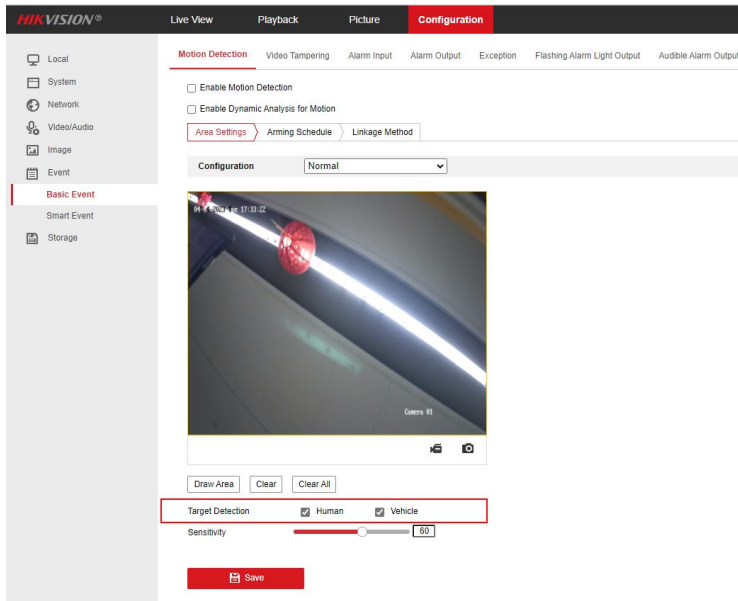 HIKVISION®
Live View Playback Picture Configuration
Local
System
Network
Video/Audio
Image
Event
Basic Event
Smart Event
Storage
Motion Detection Video Tampering Alarm Input Alarm Output Exception Flashing Alarm Light Output Audible Alarm Output
Enable Motion Detection
Enable Dynamic Analysis for Motion
Area Settings Arming Schedule Linkage Method
Configuration Normal
17:33:22
Camera 01
Draw Area Clear Clear All
Target Detection Human Vehicle
Sensitivity 60
Save